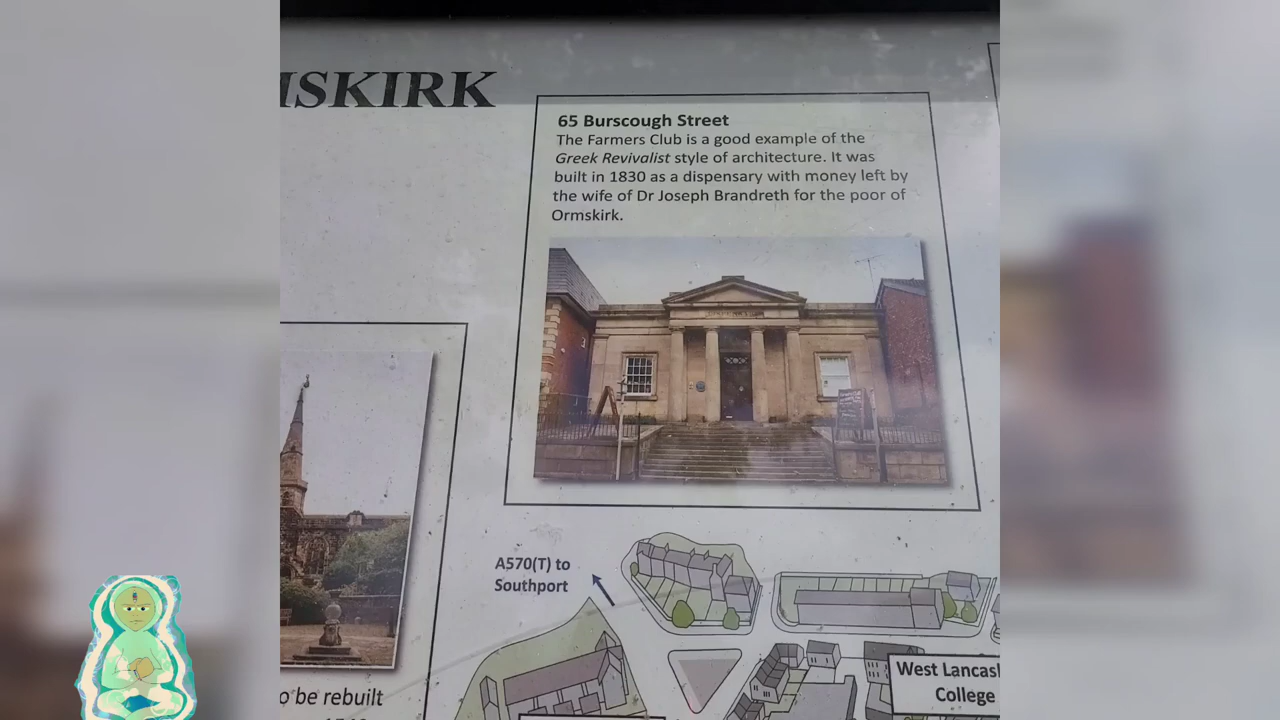 MSKIRK
65 Burscough Street
The Farmers Club is a good example of the
Greek Revivalist style of architecture. It was
built in 1830 as a dispensary with money left by
the wife of Dr Joseph Brandreth for the poor of
Ormskirk.
A570(T) to
Southport
West Lancas
College
o be rebuilt